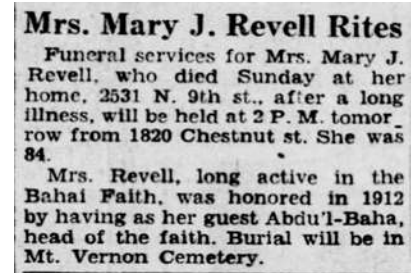 Mrs. Mary J. Revell Rites
Funeral services for Mrs. Mary J.
Revell, who died Sunday at her
home, 2531 N. 9th st., after a long
illness, will be held at 2 P. M. tomor
row from 1820 Chestnut st. She was
84.
Mrs. Revell, long active in the
Bahai Faith, was honored in 1912
by having as her guest Abdu'l-Baha,
head of the faith. Burial will be in
Mt. Vernon Cemetery.